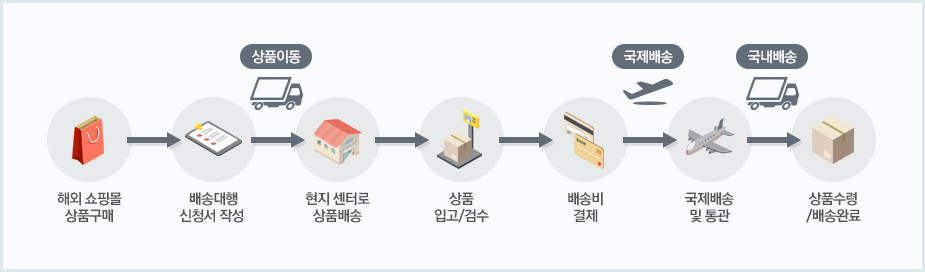 상품이동
국제배송
국내배송
해외 쇼핑몰
상품구매
배송대행
신청서 작성
현지 센터로
상품배송
상품
입고/검수
배송비
결제
국제배송
및 통관
상품수령
/배송완료